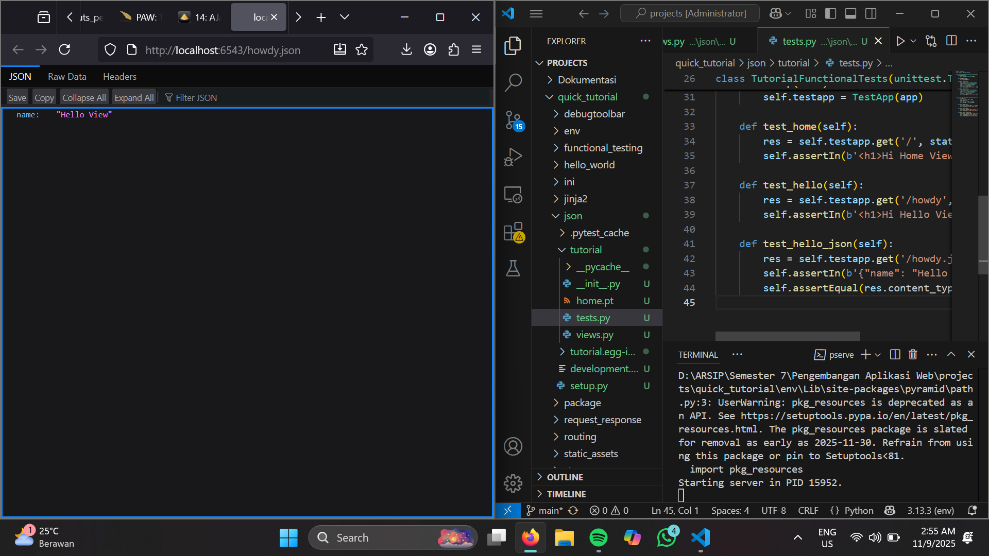 uts_pe
PAW:
14: AJ
loc
http://localhost:6543/howdy.json
JSON
Raw Data
Headers
Save
Copy
Collapse All
Expand All
Filter JSON
name: "Hello View"
projects [Administrator]
EXPLORER
PROJECTS
Dokumentasi
quick_tutorial
debugtoolbar
env
functional_testing
hello_world
ini
jinja2
json
.pytest_cache
tutorial
__pycache__
__init__.py U
home.pt U
tests.py U
views.py U
tutorial.egg-i...
development.... U
setup.py U
package
request_response
routing
static_assets
OUTLINE
TIMELINE
15
ws.py ...\json\... U
tests.py ...\json\... U
quick_tutorial > json > tutorial > tests.py > ...
26 class TutorialFunctionalTests(unittest.T
31 self.testapp = TestApp(app)
32
33 def test_home(self):
34 res = self.testapp.get('/', stat
35 self.assertIn(b'<h1>Hi Home View
36
37 def test_hello(self):
38 res = self.testapp.get('/howdy',
39 self.assertIn(b'<h1>Hi Hello Vie
40
41 def test_hello_json(self):
42 res = self.testapp.get('/howdy.j
43 self.assertIn(b'{"name": "Hello
44 self.assertEqual(res.content_typ
45
TERMINAL
pserve
D:\ARSIP\Semester 7\Pengembangan Aplikasi Web\projec
ts\quick_tutorial\env\Lib\site-packages\pyramid\path
.py:3: UserWarning: pkg_resources is deprecated as a
n API. See https://setuptools.pypa.io/en/latest/pkg_
resources.html. The pkg_resources package is slated
for removal as early as 2025-11-30. Refrain from usi
ng this package or pin to Setuptools<81.
import pkg_resources
Starting server in PID 15952.
main*
0
0
Ln 45, Col 1
Spaces: 4
UTF-8
CRLF
{ } Python
3.13.3 (env)
1
25°C
Berawan
Search
4
ENG
US
2:55 AM
11/9/2025